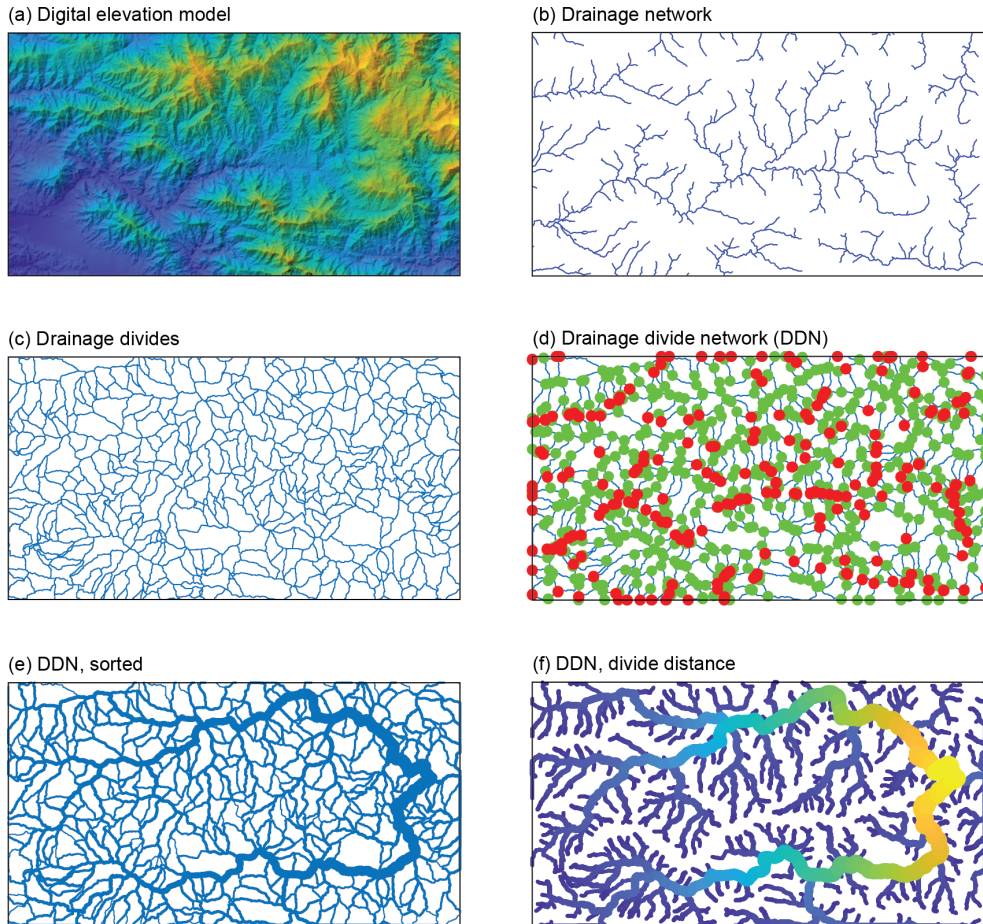 (a) Digital elevation model
(b) Drainage network
(c) Drainage divides
(d) Drainage divide network (DDN)
(e) DDN, sorted
(f) DDN, divide distance